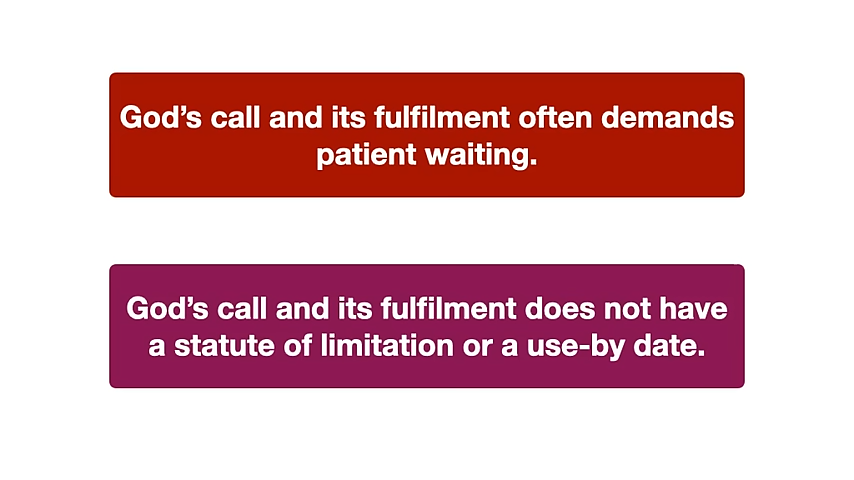 God’s call and its fulfilment often demands
patient waiting.
God’s call and its fulfilment does not have
a statute of limitation or a use-by date.